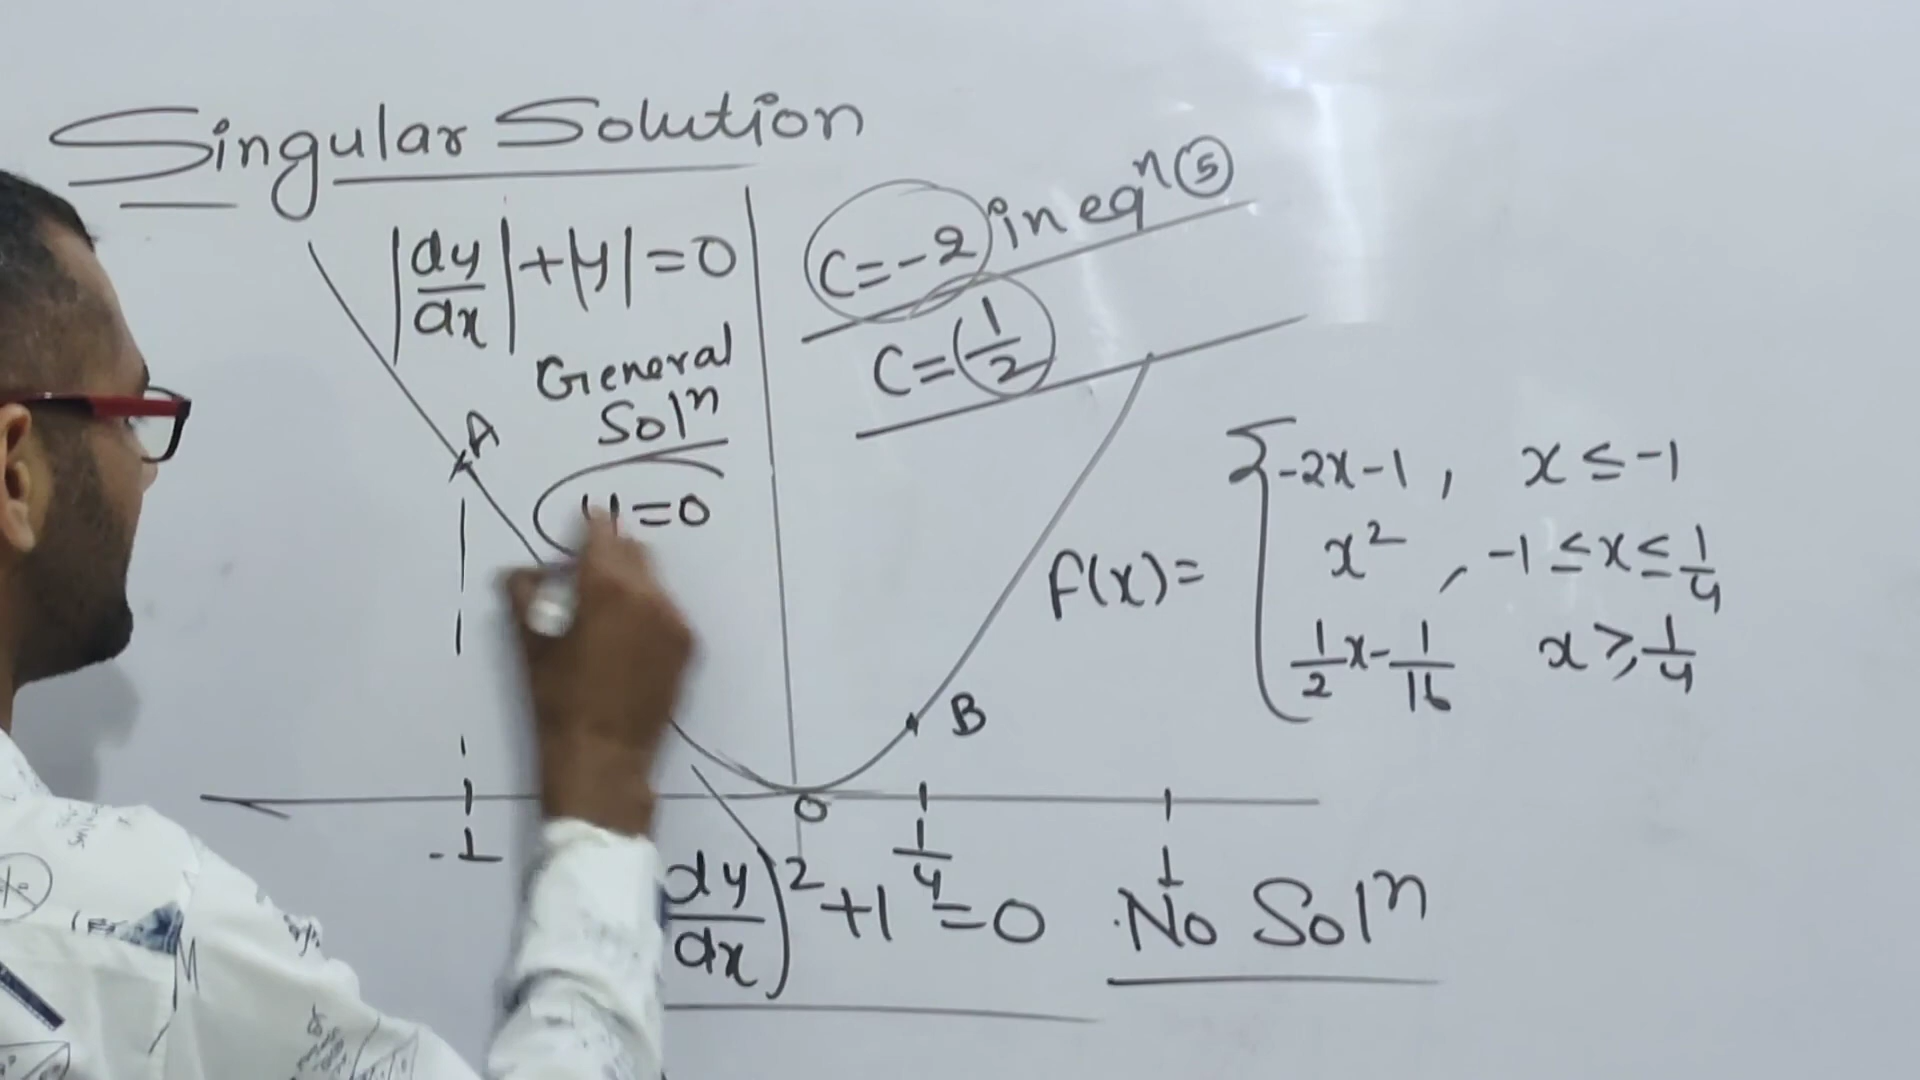 Singular Solution
|dy/dx| + |y| = 0
General
Solⁿ
y=0
C=-2 in eqⁿ ⑤
C=(1/2)
A
B
f(x)= { -2x-1 , x ≤ -1
x² , -1 ≤ x ≤ 1/4
1/2 x - 1/16 x ≥ 1/4
-1
0
1/4
1
dy/dx)² + 1 = 0
No Solⁿ